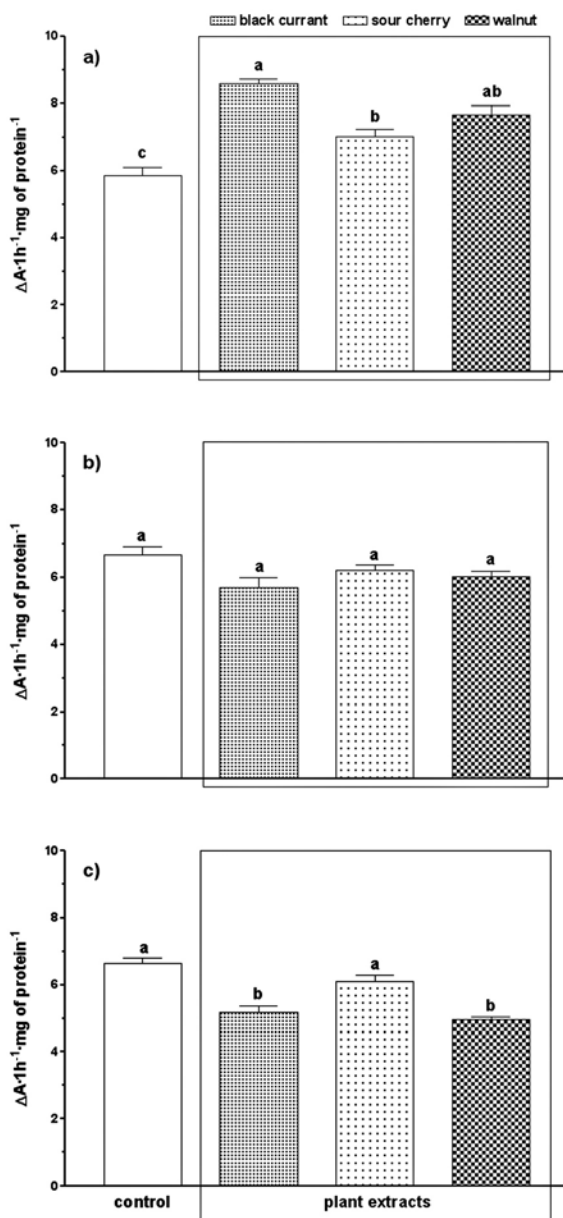 black currant sour cherry walnut
a)
ΔA·1h⁻¹·mg of protein⁻¹
10
8
6
4
2
0
c
a
b
ab
b)
ΔA·1h⁻¹·mg of protein⁻¹
10
8
6
4
2
0
a
a
a
a
c)
ΔA·1h⁻¹·mg of protein⁻¹
10
8
6
4
2
0
a
b
a
b
control plant extracts